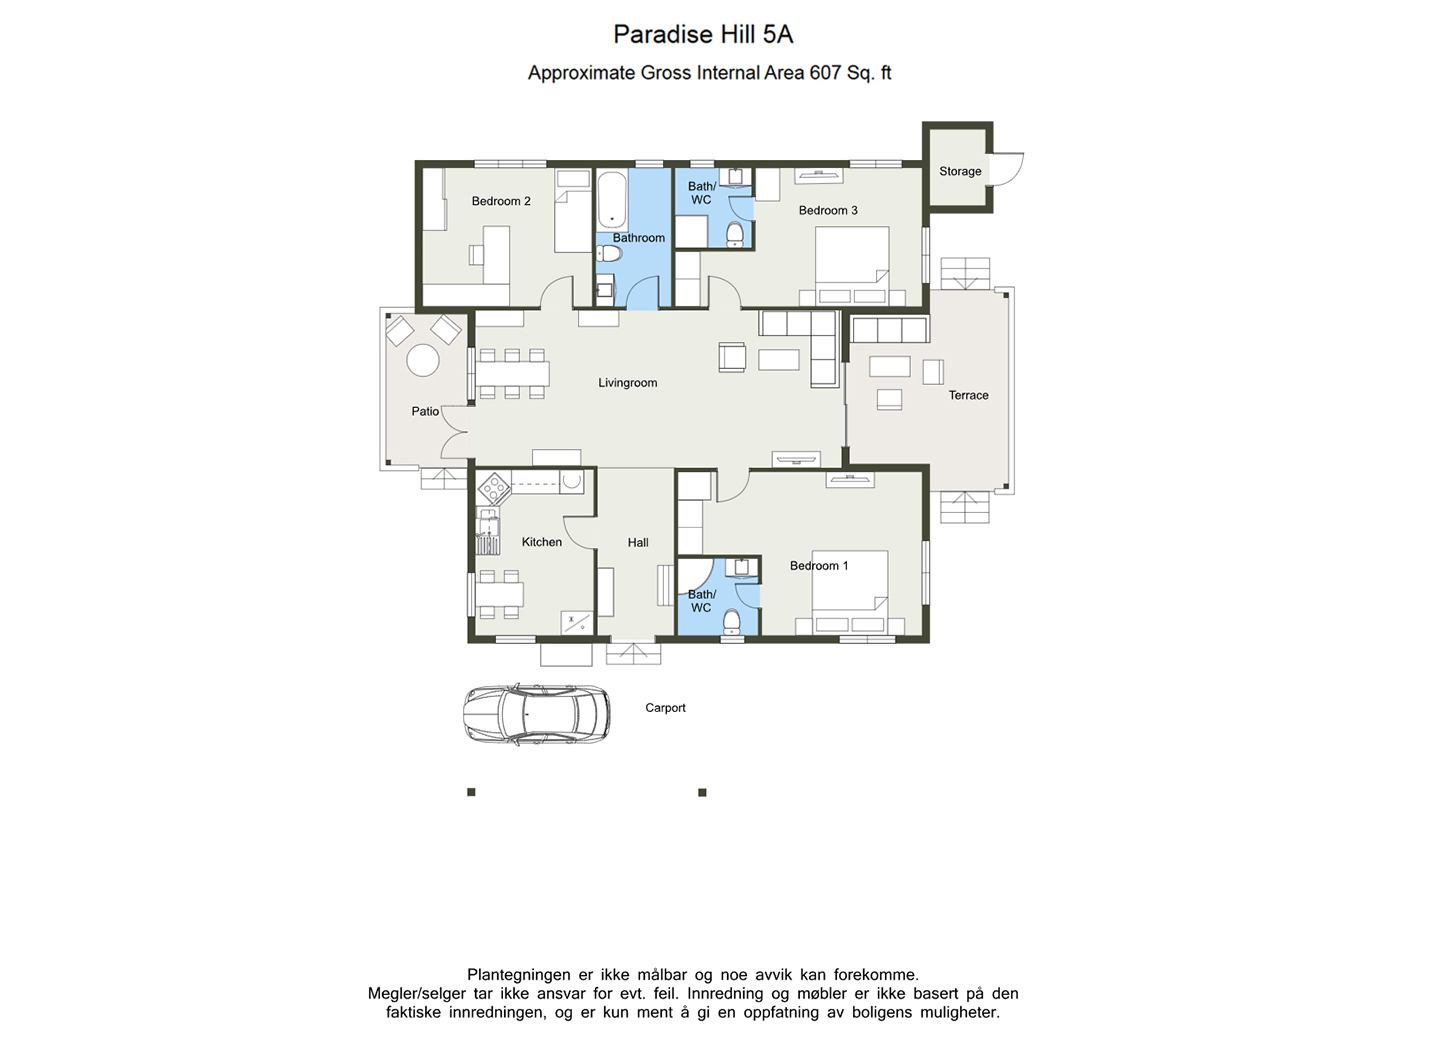 Paradise Hill 5A
Approximate Gross Internal Area 607 Sq. ft
Storage
Bedroom 2
Bath/
WC
Bedroom 3
Bathroom
Livingroom
Patio
Terrace
Kitchen
Hall
Bedroom 1
Bath/
WC
Carport
Plantegningen er ikke målbar og noe avvik kan forekomme.
Megler/selger tar ikke ansvar for evt. feil. Innredning og møbler er ikke basert på den
faktiske innredningen, og er kun ment å gi en oppfatning av boligens muligheter.